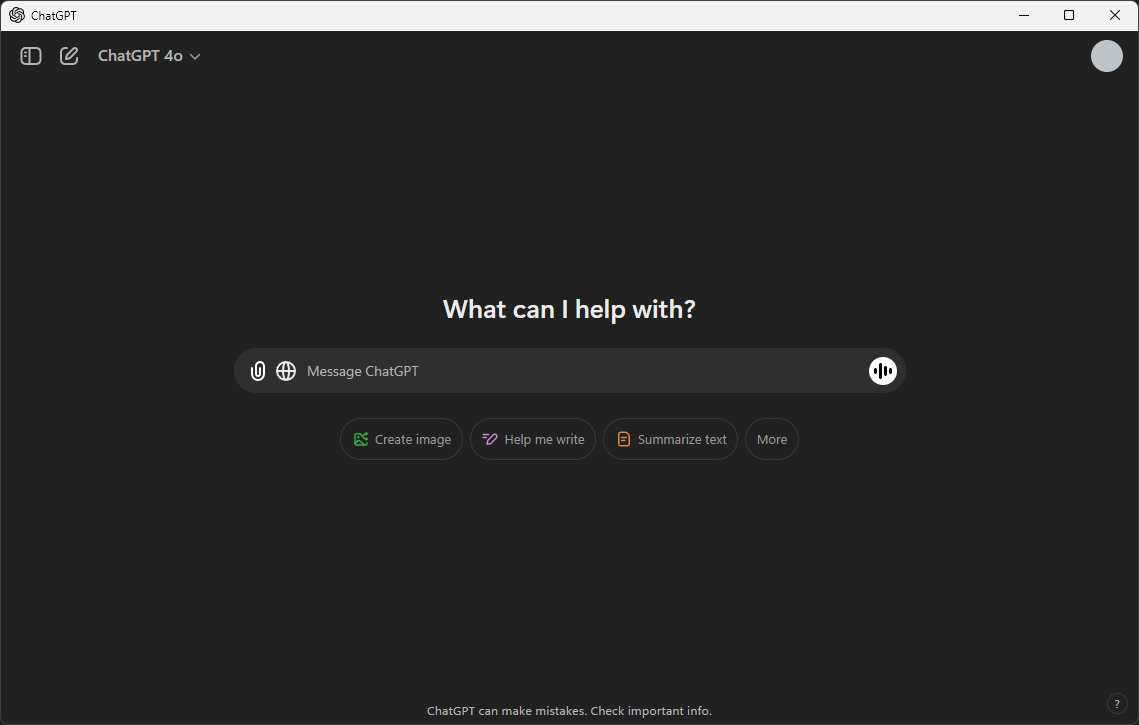 ChatGPT
ChatGPT 4o
What can I help with?
Message ChatGPT
Create image
Help me write
Summarize text
More
ChatGPT can make mistakes. Check important info.
?